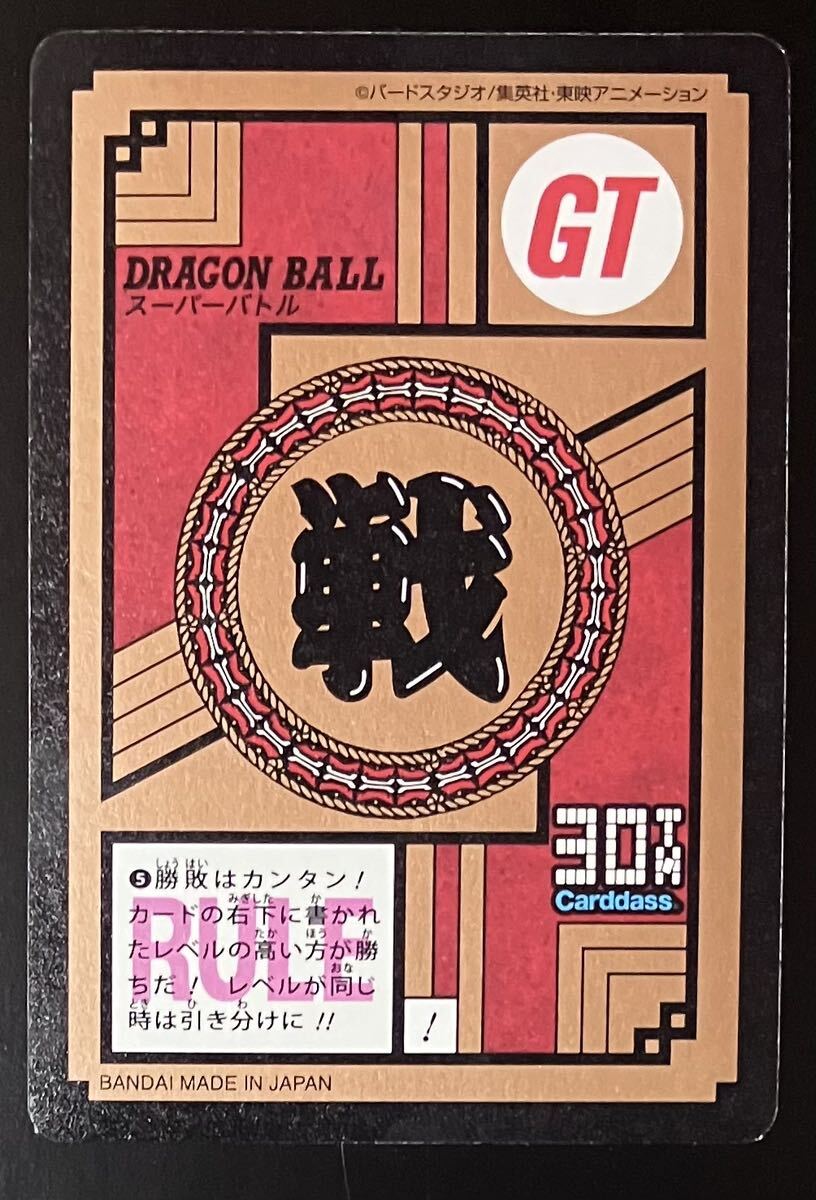 ©バードスタジオ/集英社・東映アニメーション
GT
DRAGON BALL
スーパーバトル
戦
30TH
Carddass
RULE
❺勝敗はカンタン!
カードの右下に書かれ
たレベルの高い方が勝
ちだ! レベルが同じ
時は引き分けに!!
!
BANDAI MADE IN JAPAN